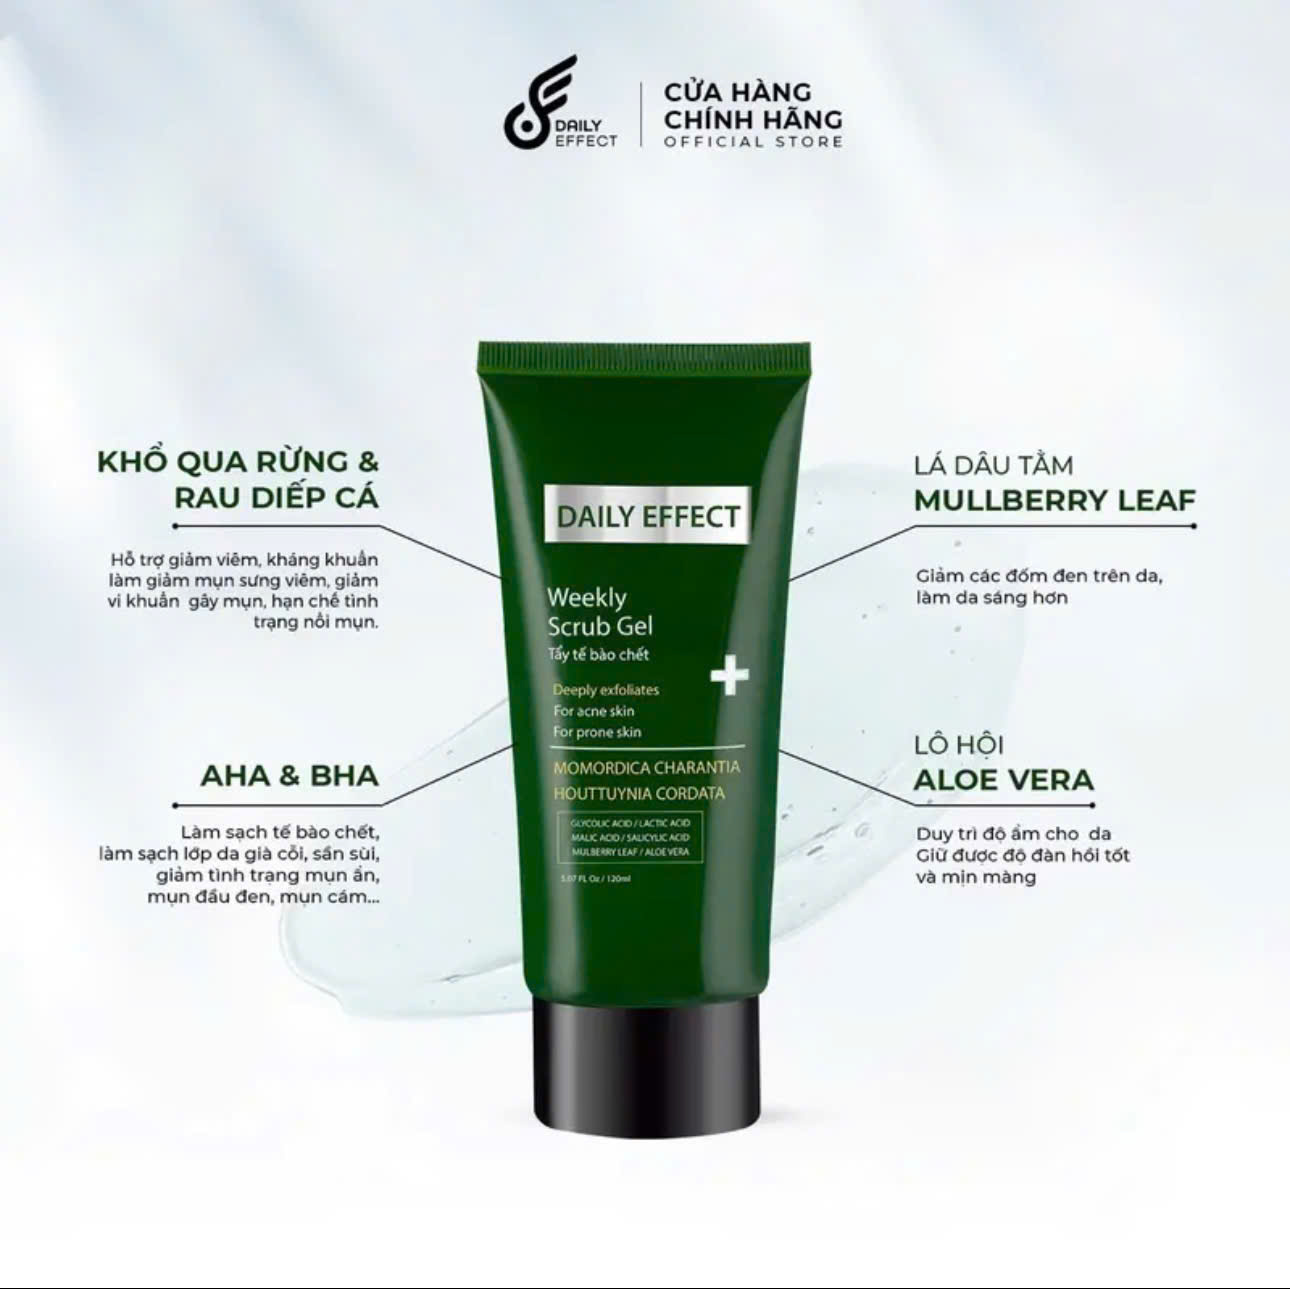 DAILY
EFFECT
CỬA HÀNG
CHÍNH HÃNG
OFFICIAL STORE
KHỔ QUA RỪNG &
RAU DIẾP CÁ
Hỗ trợ giảm viêm, kháng khuẩn
làm giảm mụn sưng viêm, giảm
vi khuẩn gây mụn, hạn chế tình
trạng nổi mụn.
AHA & BHA
Làm sạch tế bào chết,
làm sạch lớp da già cỗi, sần sùi,
giảm tình trạng mụn ẩn,
mụn đầu đen, mụn cám...
DAILY EFFECT
Weekly
Scrub Gel
Tẩy tế bào chết
Deeply exfoliates
For acne skin
For prone skin
MOMORDICA CHARANTIA
HOUTTUYNIA CORDATA
GLYCOLIC ACID / LACTIC ACID
MALIC ACID / SALICYLIC ACID
MULBERRY LEAF / ALOE VERA
5.07 FL Oz / 120ml
LÁ DÂU TẰM
MULLBERRY LEAF
Giảm các đốm đen trên da,
làm da sáng hơn
LÔ HỘI
ALOE VERA
Duy trì độ ẩm cho da
Giữ được độ đàn hồi tốt
và mịn màng